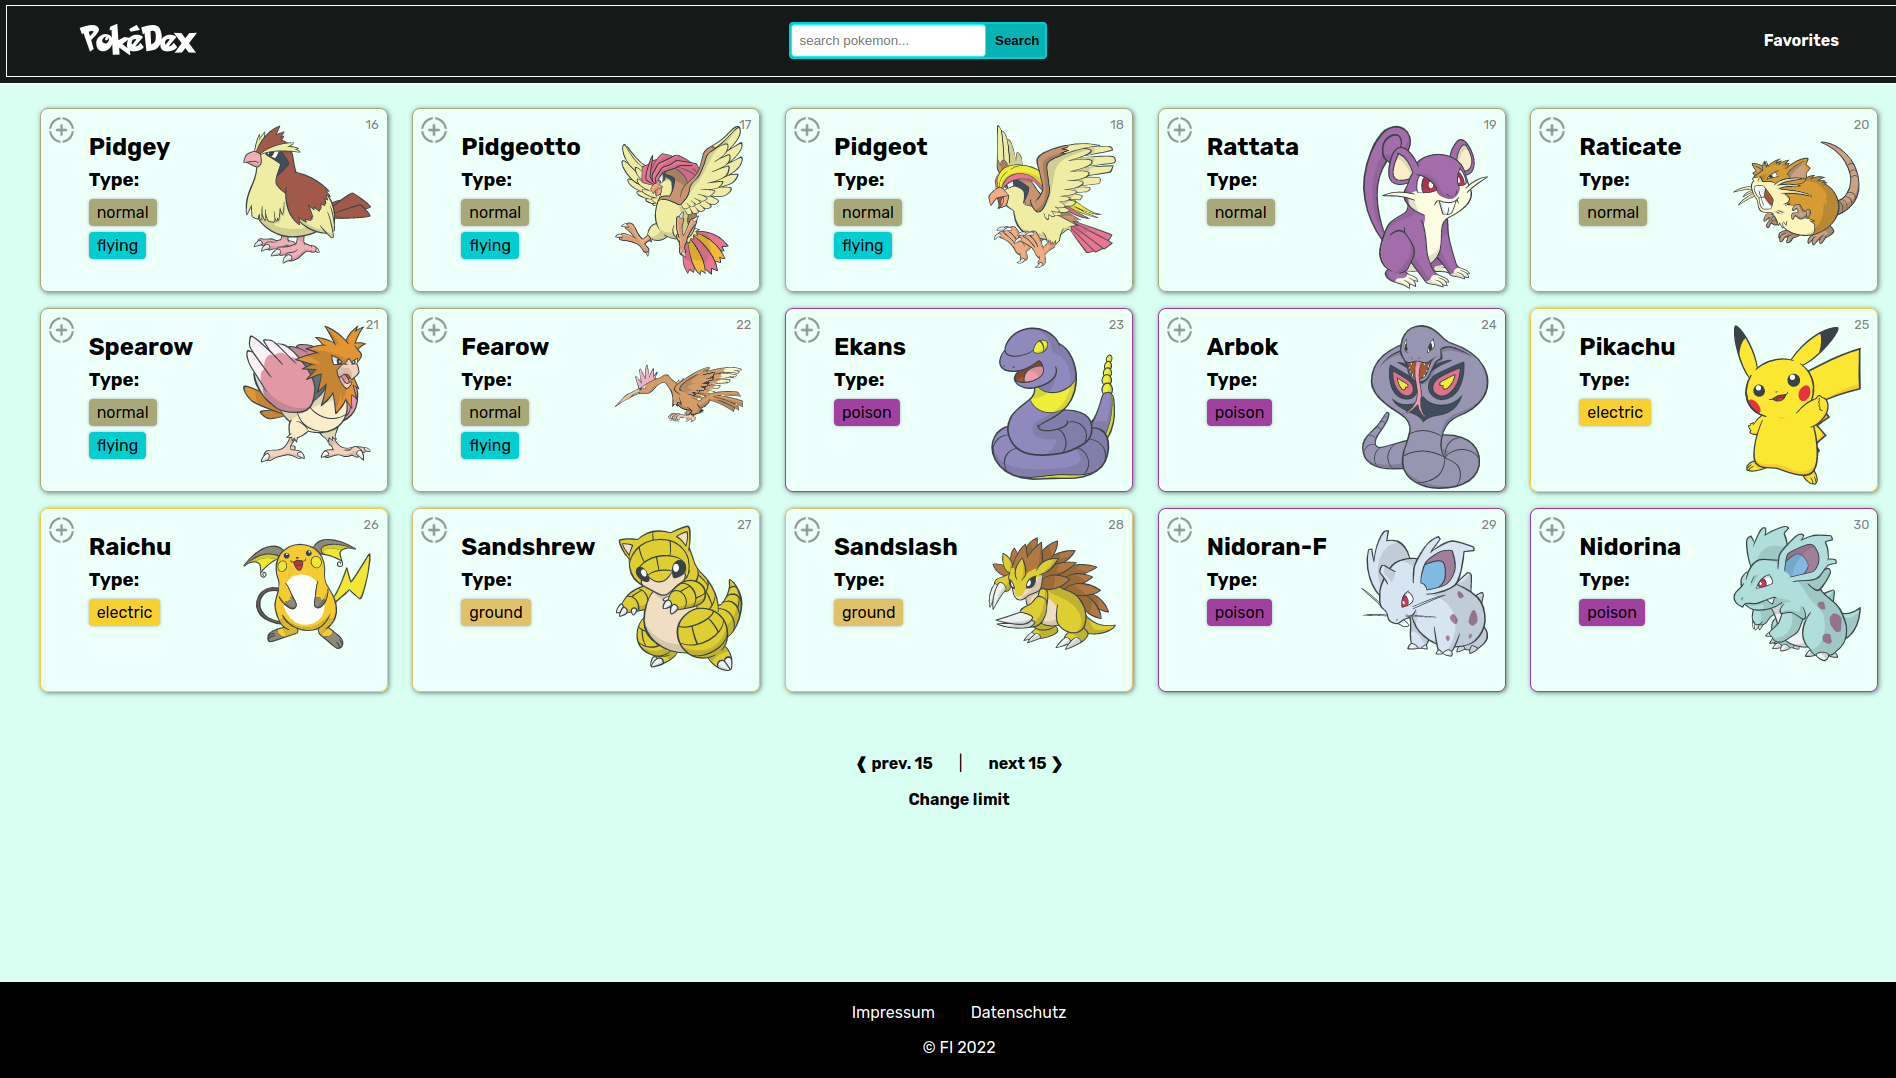 PokéDex
search pokemon...
Search
Favorites
16
Pidgey
Type:
normal
flying
17
Pidgeotto
Type:
normal
flying
18
Pidgeot
Type:
normal
flying
19
Rattata
Type:
normal
20
Raticate
Type:
normal
21
Spearow
Type:
normal
flying
22
Fearow
Type:
normal
flying
23
Ekans
Type:
poison
24
Arbok
Type:
poison
25
Pikachu
Type:
electric
26
Raichu
Type:
electric
27
Sandshrew
Type:
ground
28
Sandslash
Type:
ground
29
Nidoran-F
Type:
poison
30
Nidorina
Type:
poison
❮ prev. 15 | next 15 ❯
Change limit
Impressum Datenschutz
© FI 2022